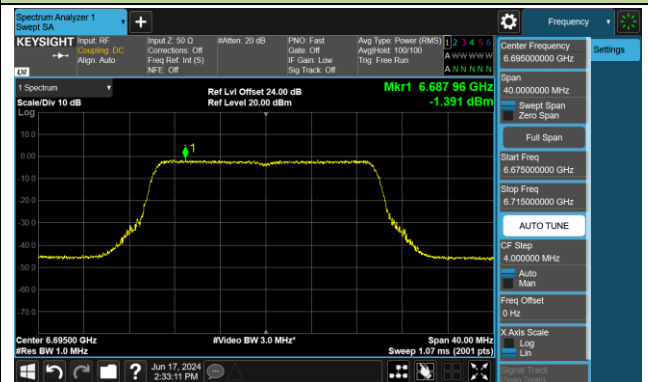 Spectrum Analyzer 1
Swept SA
+
Frequency
KEYSIGHT
Input: RF
Coupling: DC
Align: Auto
Input Z: 50 Ω
Corrections: Off
Freq Ref: Int (S)
NFE: Off
#Atten: 20 dB
PNO: Fast
Gate: Off
IF Gain: Low
Sig Track: Off
Avg Type: Power (RMS)
Avg|Hold: 100/100
Trig: Free Run
1 2 3 4 5 6
A W W W W W
A N N N N N
LXI
1 Spectrum
Scale/Div 10 dB
Log
Ref Lvl Offset 24.00 dB
Ref Level 20.00 dBm
Mkr1 6.687 96 GHz
-1.391 dBm
1
10.0
0.00
-10.0
-20.0
-30.0
-40.0
-50.0
-60.0
-70.0
Center 6.69500 GHz
#Res BW 1.0 MHz
#Video BW 3.0 MHz*
Span 40.00 MHz
Sweep 1.07 ms (2001 pts)
Center Frequency
6.695000000 GHz
Span
40.0000000 MHz
Swept Span
Zero Span
Full Span
Start Freq
6.675000000 GHz
Stop Freq
6.715000000 GHz
AUTO TUNE
CF Step
4.000000 MHz
Auto
Man
Freq Offset
0 Hz
X Axis Scale
Log
Lin
Signal Track
Settings
?
Jun 17, 2024
2:33:11 PM